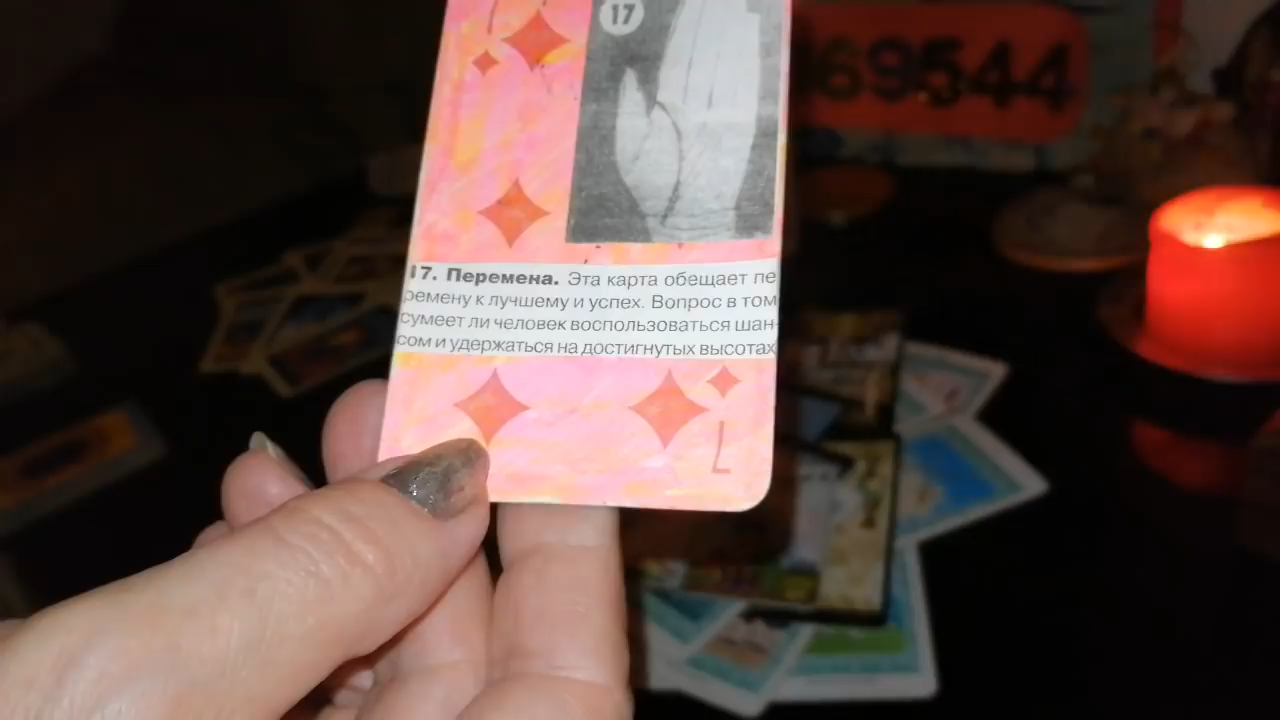 17
69544
17. Перемена. Эта карта обещает пе
ремену к лучшему и успех. Вопрос в том
сумеет ли человек воспользоваться шан-
сом и удержаться на достигнутых высотах
7